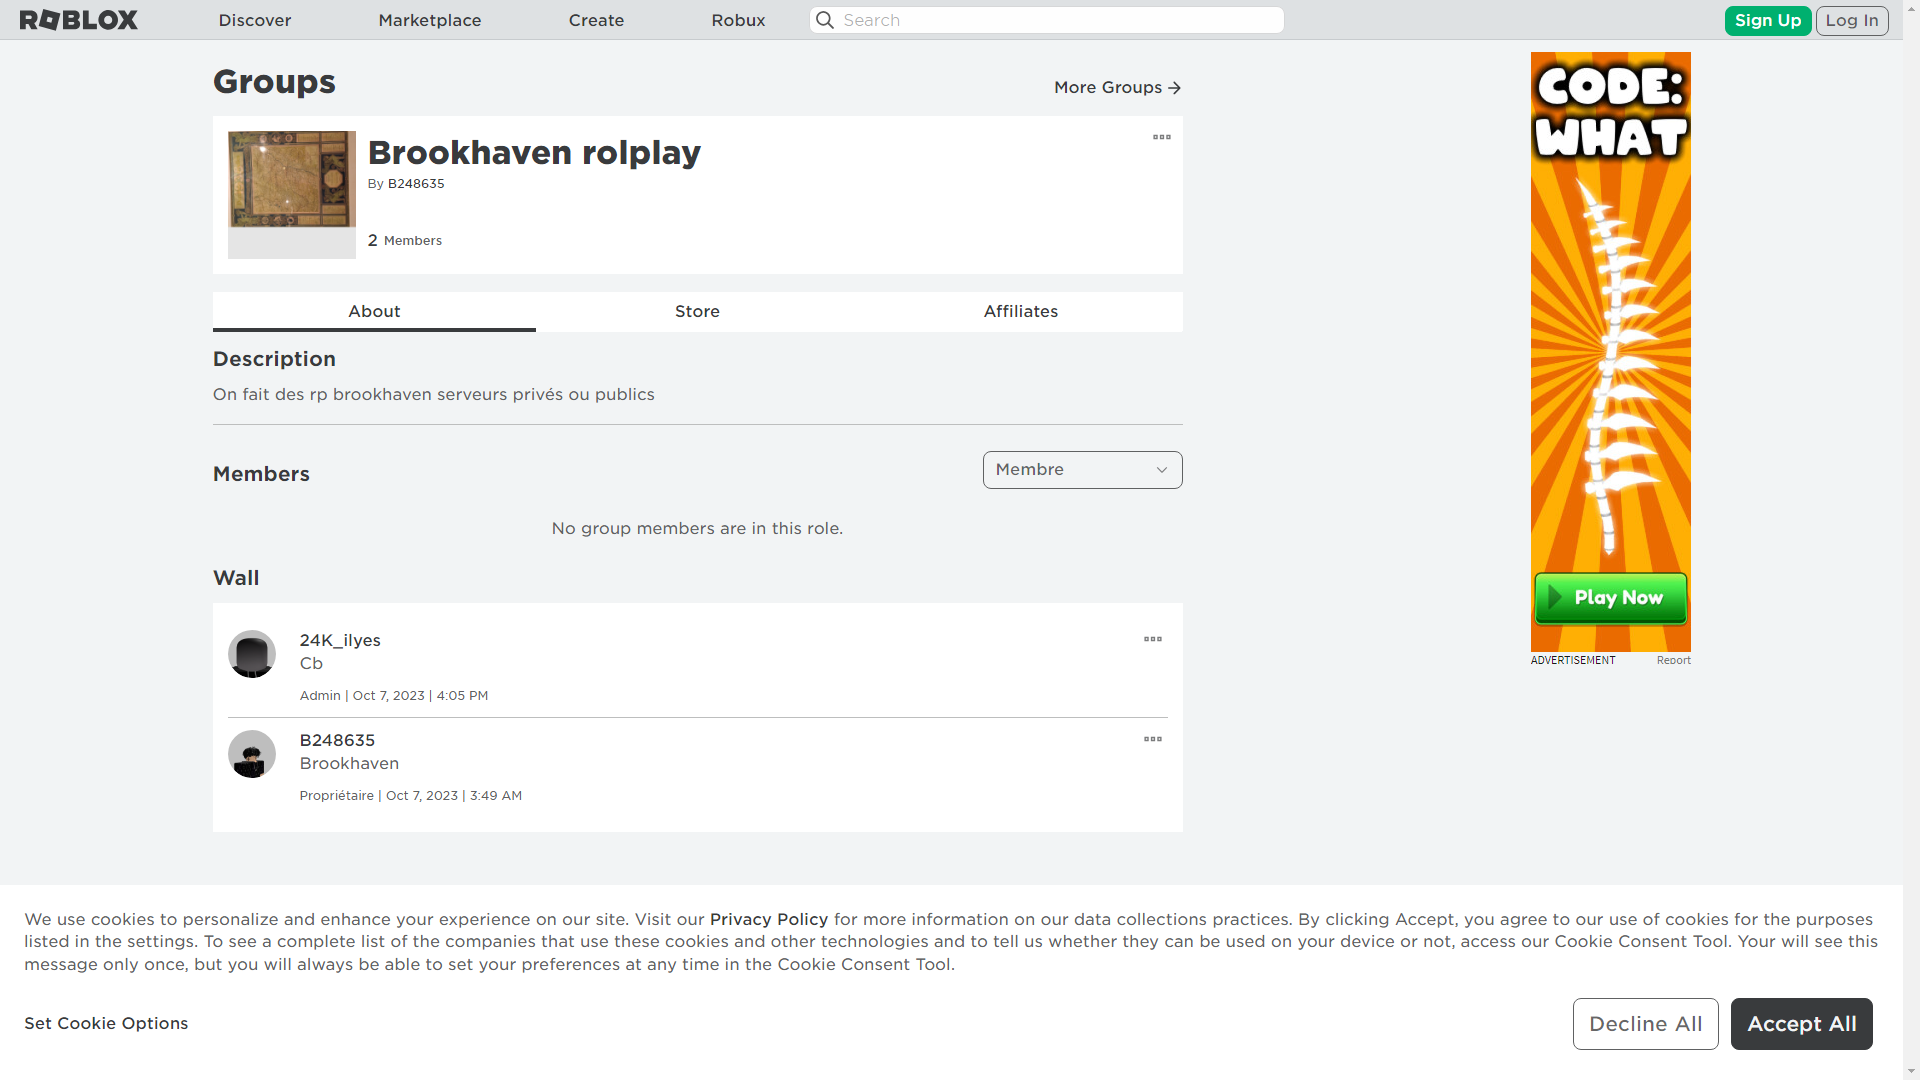 ROBLOX
Discover
Marketplace
Create
Robux
Search
Sign Up
Log In
Groups
More Groups
Brookhaven rolplay
By B248635
2 Members
About
Store
Affiliates
Description
On fait des rp brookhaven serveurs privés ou publics
Members
Membre
No group members are in this role.
Wall
24K_ilyes
Cb
Admin | Oct 7, 2023 | 4:05 PM
B248635
Brookhaven
Propriétaire | Oct 7, 2023 | 3:49 AM
CODE:
WHAT
Play Now
ADVERTISEMENT
Report
We use cookies to personalize and enhance your experience on our site. Visit our Privacy Policy for more information on our data collections practices. By clicking Accept, you agree to our use of cookies for the purposes
listed in the settings. To see a complete list of the companies that use these cookies and other technologies and to tell us whether they can be used on your device or not, access our Cookie Consent Tool. Your will see this
message only once, but you will always be able to set your preferences at any time in the Cookie Consent Tool.
Set Cookie Options
Decline All
Accept All